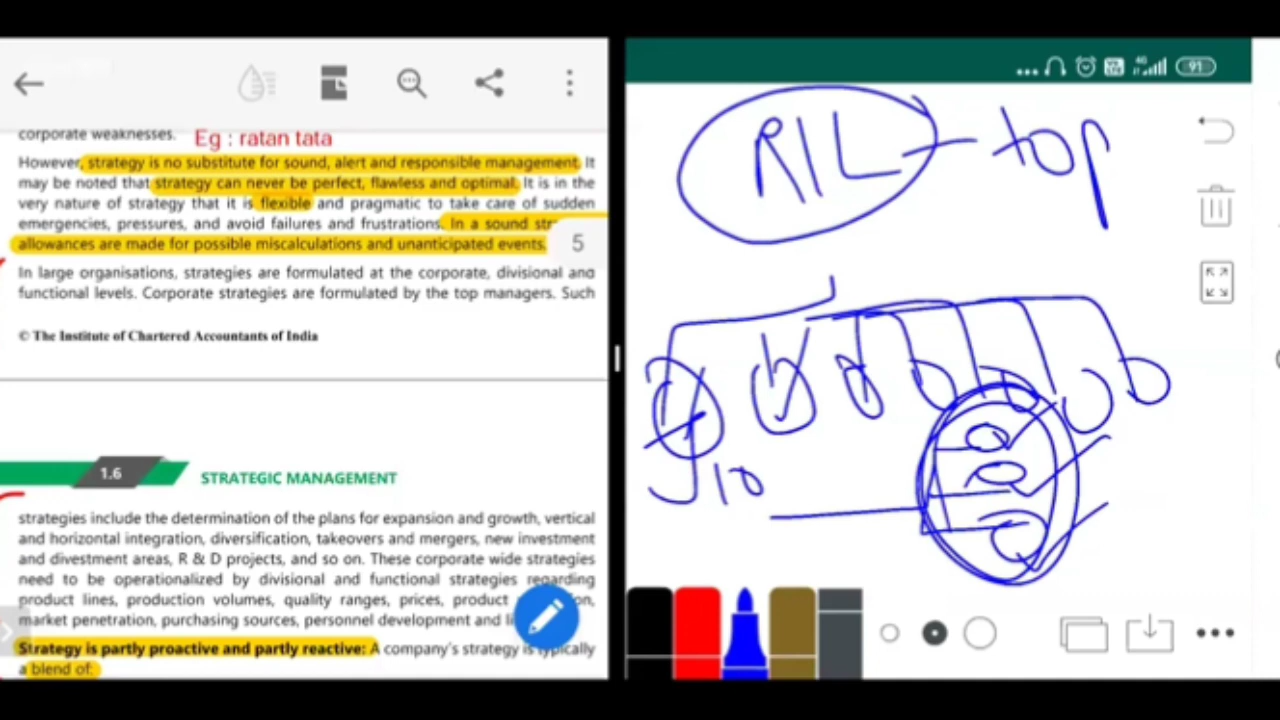 corporate weaknesses. Eg : ratan tata
However, strategy is no substitute for sound, alert and responsible management. It
may be noted that strategy can never be perfect, flawless and optimal. It is in the
very nature of strategy that it is flexible and pragmatic to take care of sudden
emergencies, pressures, and avoid failures and frustrations. In a sound
allowances are made for possible miscalculations and unanticipated events.
5
In large organisations, strategies are formulated at the corporate, divisional and
functional levels. Corporate strategies are formulated by the top managers. Such
© The Institute of Chartered Accountants of India
1.6 STRATEGIC MANAGEMENT
strategies include the determination of the plans for expansion and growth, vertical
and horizontal integration, diversification, takeovers and mergers, new investment
and divestment areas, R & D projects, and so on. These corporate wide strategies
need to be operationalized by divisional and functional strategies regarding
product lines, production volumes, quality ranges, prices, product
market penetration, purchasing sources, personnel development and
Strategy is partly proactive and partly reactive: A company's strategy is typically
a blend of:
4G 91
RIL - top
10